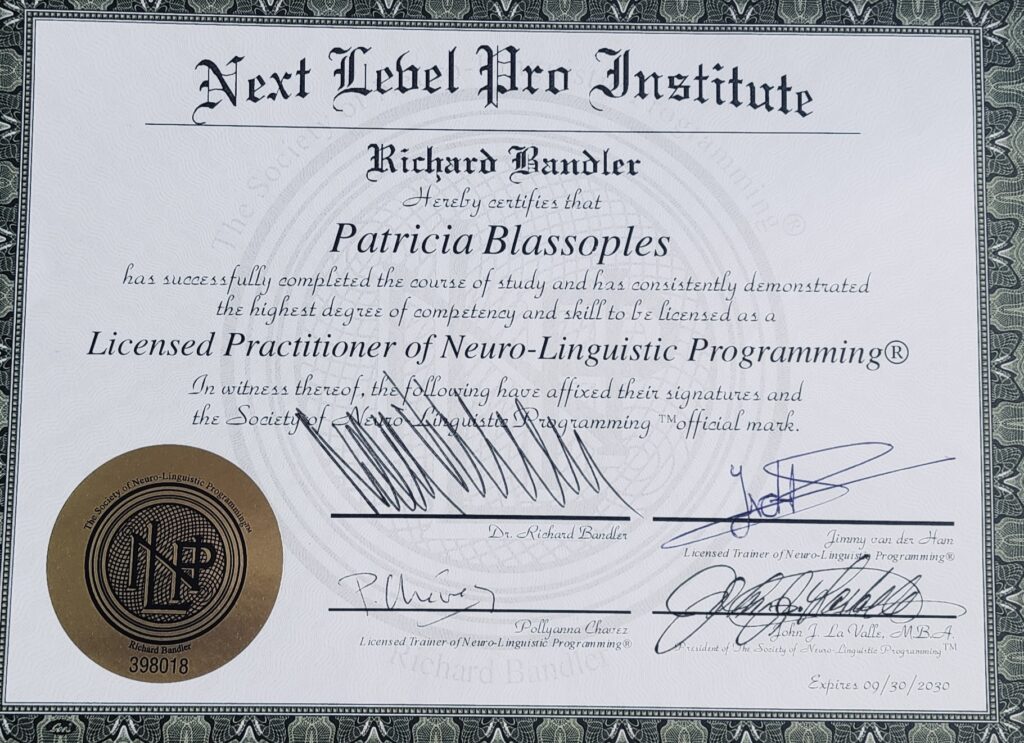 Next Level Pro Institute
Richard Bandler
Hereby certifies that
Patricia Blassoples
has successfully completed the course of study and has consistently demonstrated
the highest degree of competency and skill to be licensed as a
Licensed Practitioner of Neuro-Linguistic Programming®
In witness thereof, the following have affixed their signatures and
the Society of Neuro Linguistic Programming ™official mark.
Dr. Richard Bandler
Jimmy van der Ham
Licensed Trainer of Neuro-Linguistic Programming®
P. Chávez
Pollyanna Chavez
Licensed Trainer of Neuro-Linguistic Programming®
John J. La Valle, M.B.A.
President of The Society of Neuro-Linguistic Programming™
The Society of Neuro-Linguistic Programming™
NLP
Richard Bandler
398018
Richard Bandler
Expires 09/30/2030